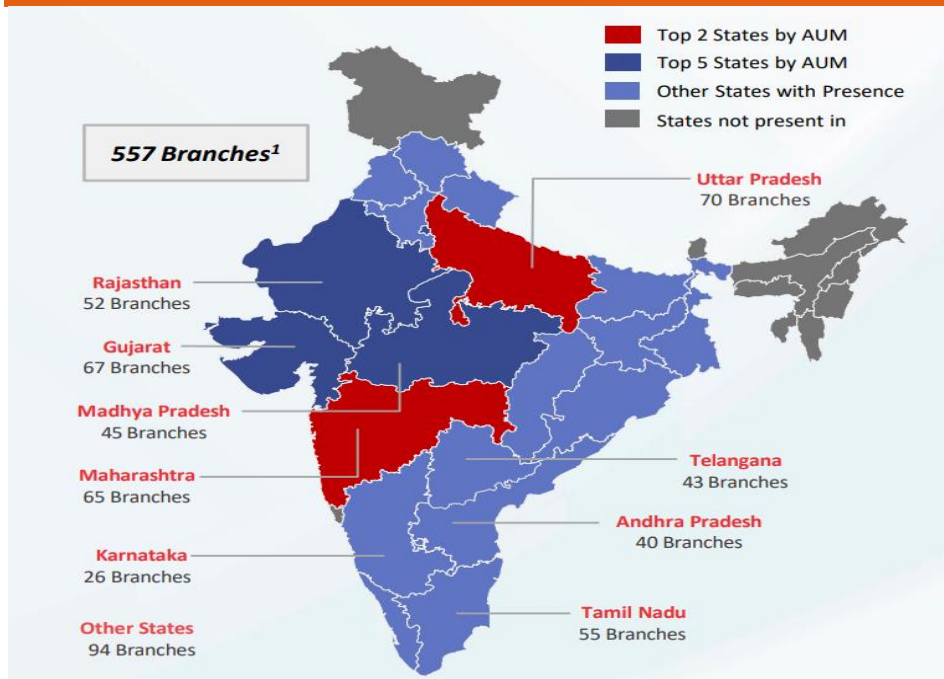 Top 2 States by AUM
Top 5 States by AUM
Other States with Presence
States not present in
557 Branches¹
Uttar Pradesh
70 Branches
Rajasthan
52 Branches
Gujarat
67 Branches
Madhya Pradesh
45 Branches
Maharashtra
65 Branches
Karnataka
26 Branches
Other States
94 Branches
Telangana
43 Branches
Andhra Pradesh
40 Branches
Tamil Nadu
55 Branches